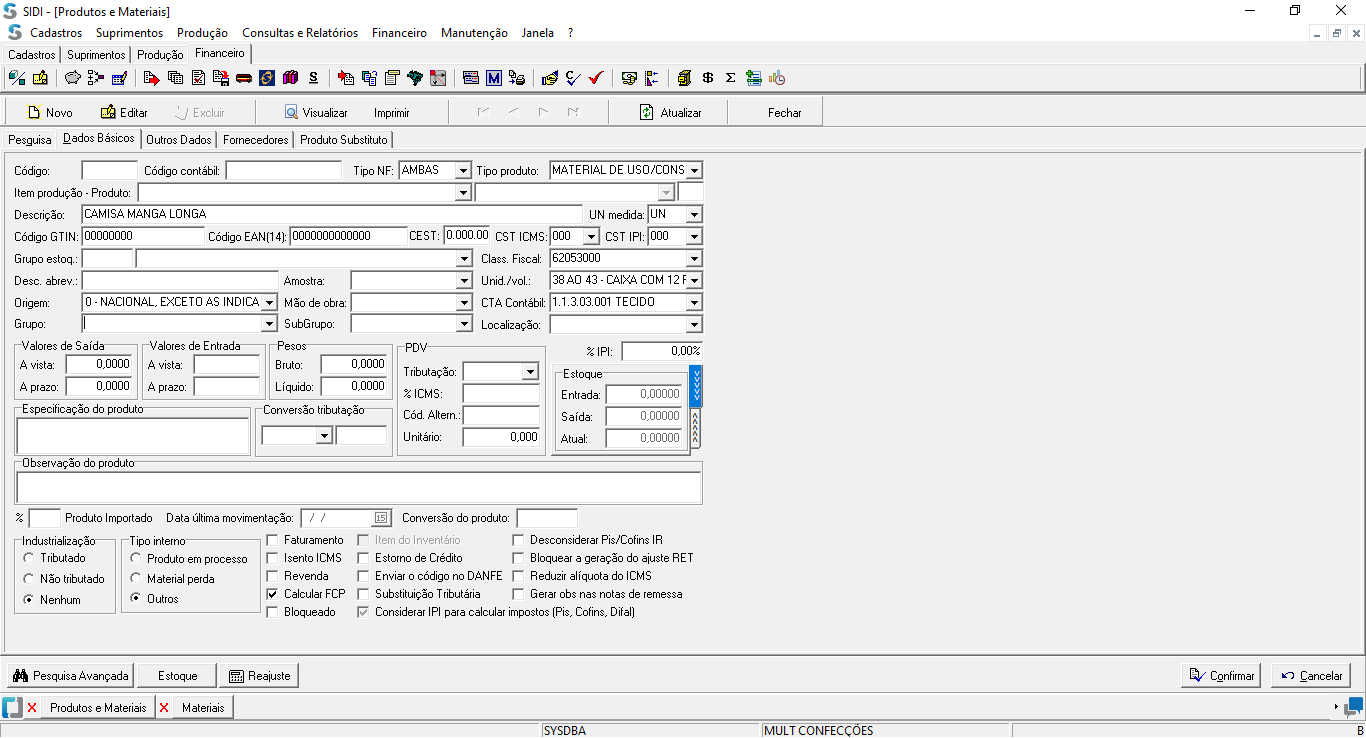 SIDI - [Produtos e Materiais]
Cadastros Suprimentos Produção Consultas e Relatórios Financeiro Manutenção Janela ?
Cadastros Suprimentos Produção Financeiro
Novo Editar Excluir Visualizar Imprimir Atualizar Fechar
Pesquisa Dados Básicos Outros Dados Fornecedores Produto Substituto
Código: Código contábil: Tipo NF: AMBAS Tipo produto: MATERIAL DE USO/CONS
Item produção - Produto:
Descrição: CAMISA MANGA LONGA UN medida: UN
Código GTIN: 00000000 Código EAN(14): 0000000000000 CEST: 0.000.00 CST ICMS: 000 CST IPI: 000
Grupo estoq.: Class. Fiscal: 62053000
Desc. abrev.: Amostra: Unid./vol.: 38 AO 43 - CAIXA COM 12 F
Origem: 0 - NACIONAL, EXCETO AS INDICA Mão de obra: CTA Contábil: 1.1.3.03.001 TECIDO
Grupo: SubGrupo: Localização:
Valores de Saída Valores de Entrada Pesos PDV % IPI: 0,00%
A vista: 0,0000 A vista: Bruto: 0,0000 Tributação: Estoque
A prazo: 0,0000 A prazo: Líquido: 0,0000 % ICMS: Entrada: 0,00000
Especificação do produto Conversão tributação Cód. Altern.: Saída: 0,00000
Unitário: 0,000 Atual: 0,00000
Observação do produto
% Produto Importado Data última movimentação: / / 15 Conversão do produto:
Industrialização Tipo interno Faturamento Item do Inventário Desconsiderar Pis/Cofins IR
Tributado Produto em processo Isento ICMS Estorno de Crédito Bloquear a geração do ajuste RET
Não tributado Material perda Revenda Enviar o código no DANFE Reduzir alíquota do ICMS
Nenhum Outros Calcular FCP Substituição Tributária Gerar obs nas notas de remessa
Bloqueado Considerar IPI para calcular impostos (Pis, Cofins, Difal)
Pesquisa Avançada Estoque Reajuste Confirmar Cancelar
Produtos e Materiais Materiais
SYSDBA MULT CONFECÇÕES B